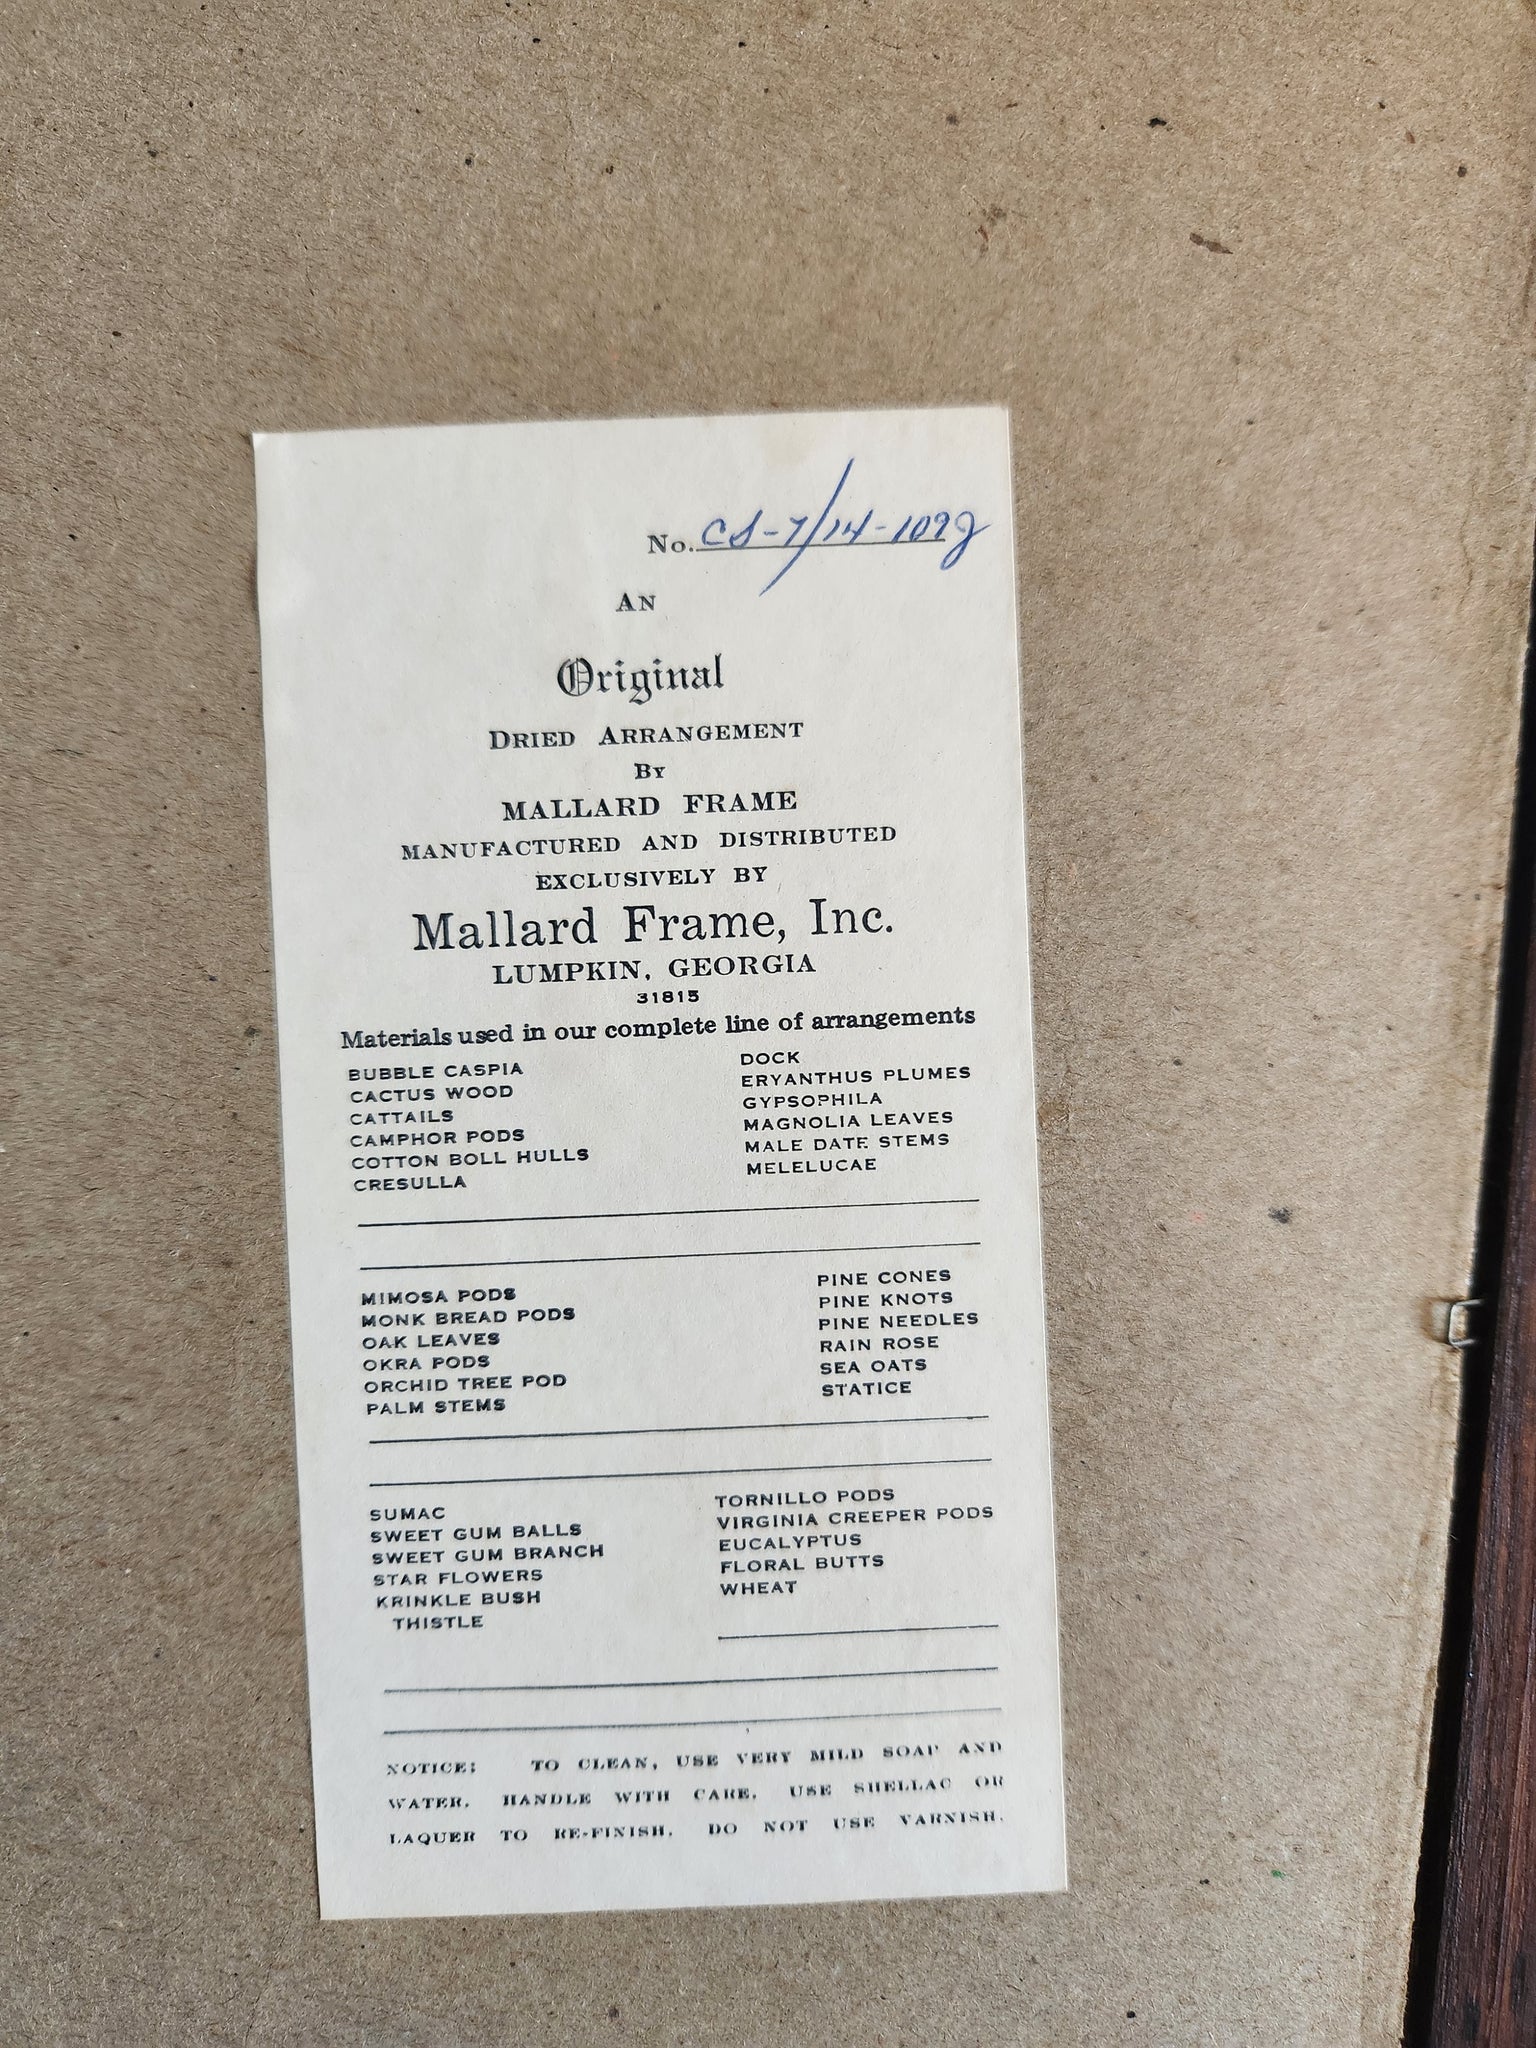 No. CS-7/14-109J
AN
Original
DRIED ARRANGEMENT
BY
MALLARD FRAME
MANUFACTURED AND DISTRIBUTED
EXCLUSIVELY BY
Mallard Frame, Inc.
LUMPKIN, GEORGIA
31815
Materials used in our complete line of arrangements
BUBBLE CASPIA
CACTUS WOOD
CATTAILS
CAMPHOR PODS
COTTON BOLL HULLS
CRESULLA
DOCK
ERYANTHUS PLUMES
GYPSOPHILA
MAGNOLIA LEAVES
MALE DATE STEMS
MELELUCAE
MIMOSA PODS
MONK BREAD PODS
OAK LEAVES
OKRA PODS
ORCHID TREE POD
PALM STEMS
PINE CONES
PINE KNOTS
PINE NEEDLES
RAIN ROSE
SEA OATS
STATICE
SUMAC
SWEET GUM BALLS
SWEET GUM BRANCH
STAR FLOWERS
KRINKLE BUSH
THISTLE
TORNILLO PODS
VIRGINIA CREEPER PODS
EUCALYPTUS
FLORAL BUTTS
WHEAT
NOTICE: TO CLEAN, USE VERY MILD SOAP AND
WATER. HANDLE WITH CARE. USE SHELLAC OR
LAQUER TO RE-FINISH. DO NOT USE VARNISH.